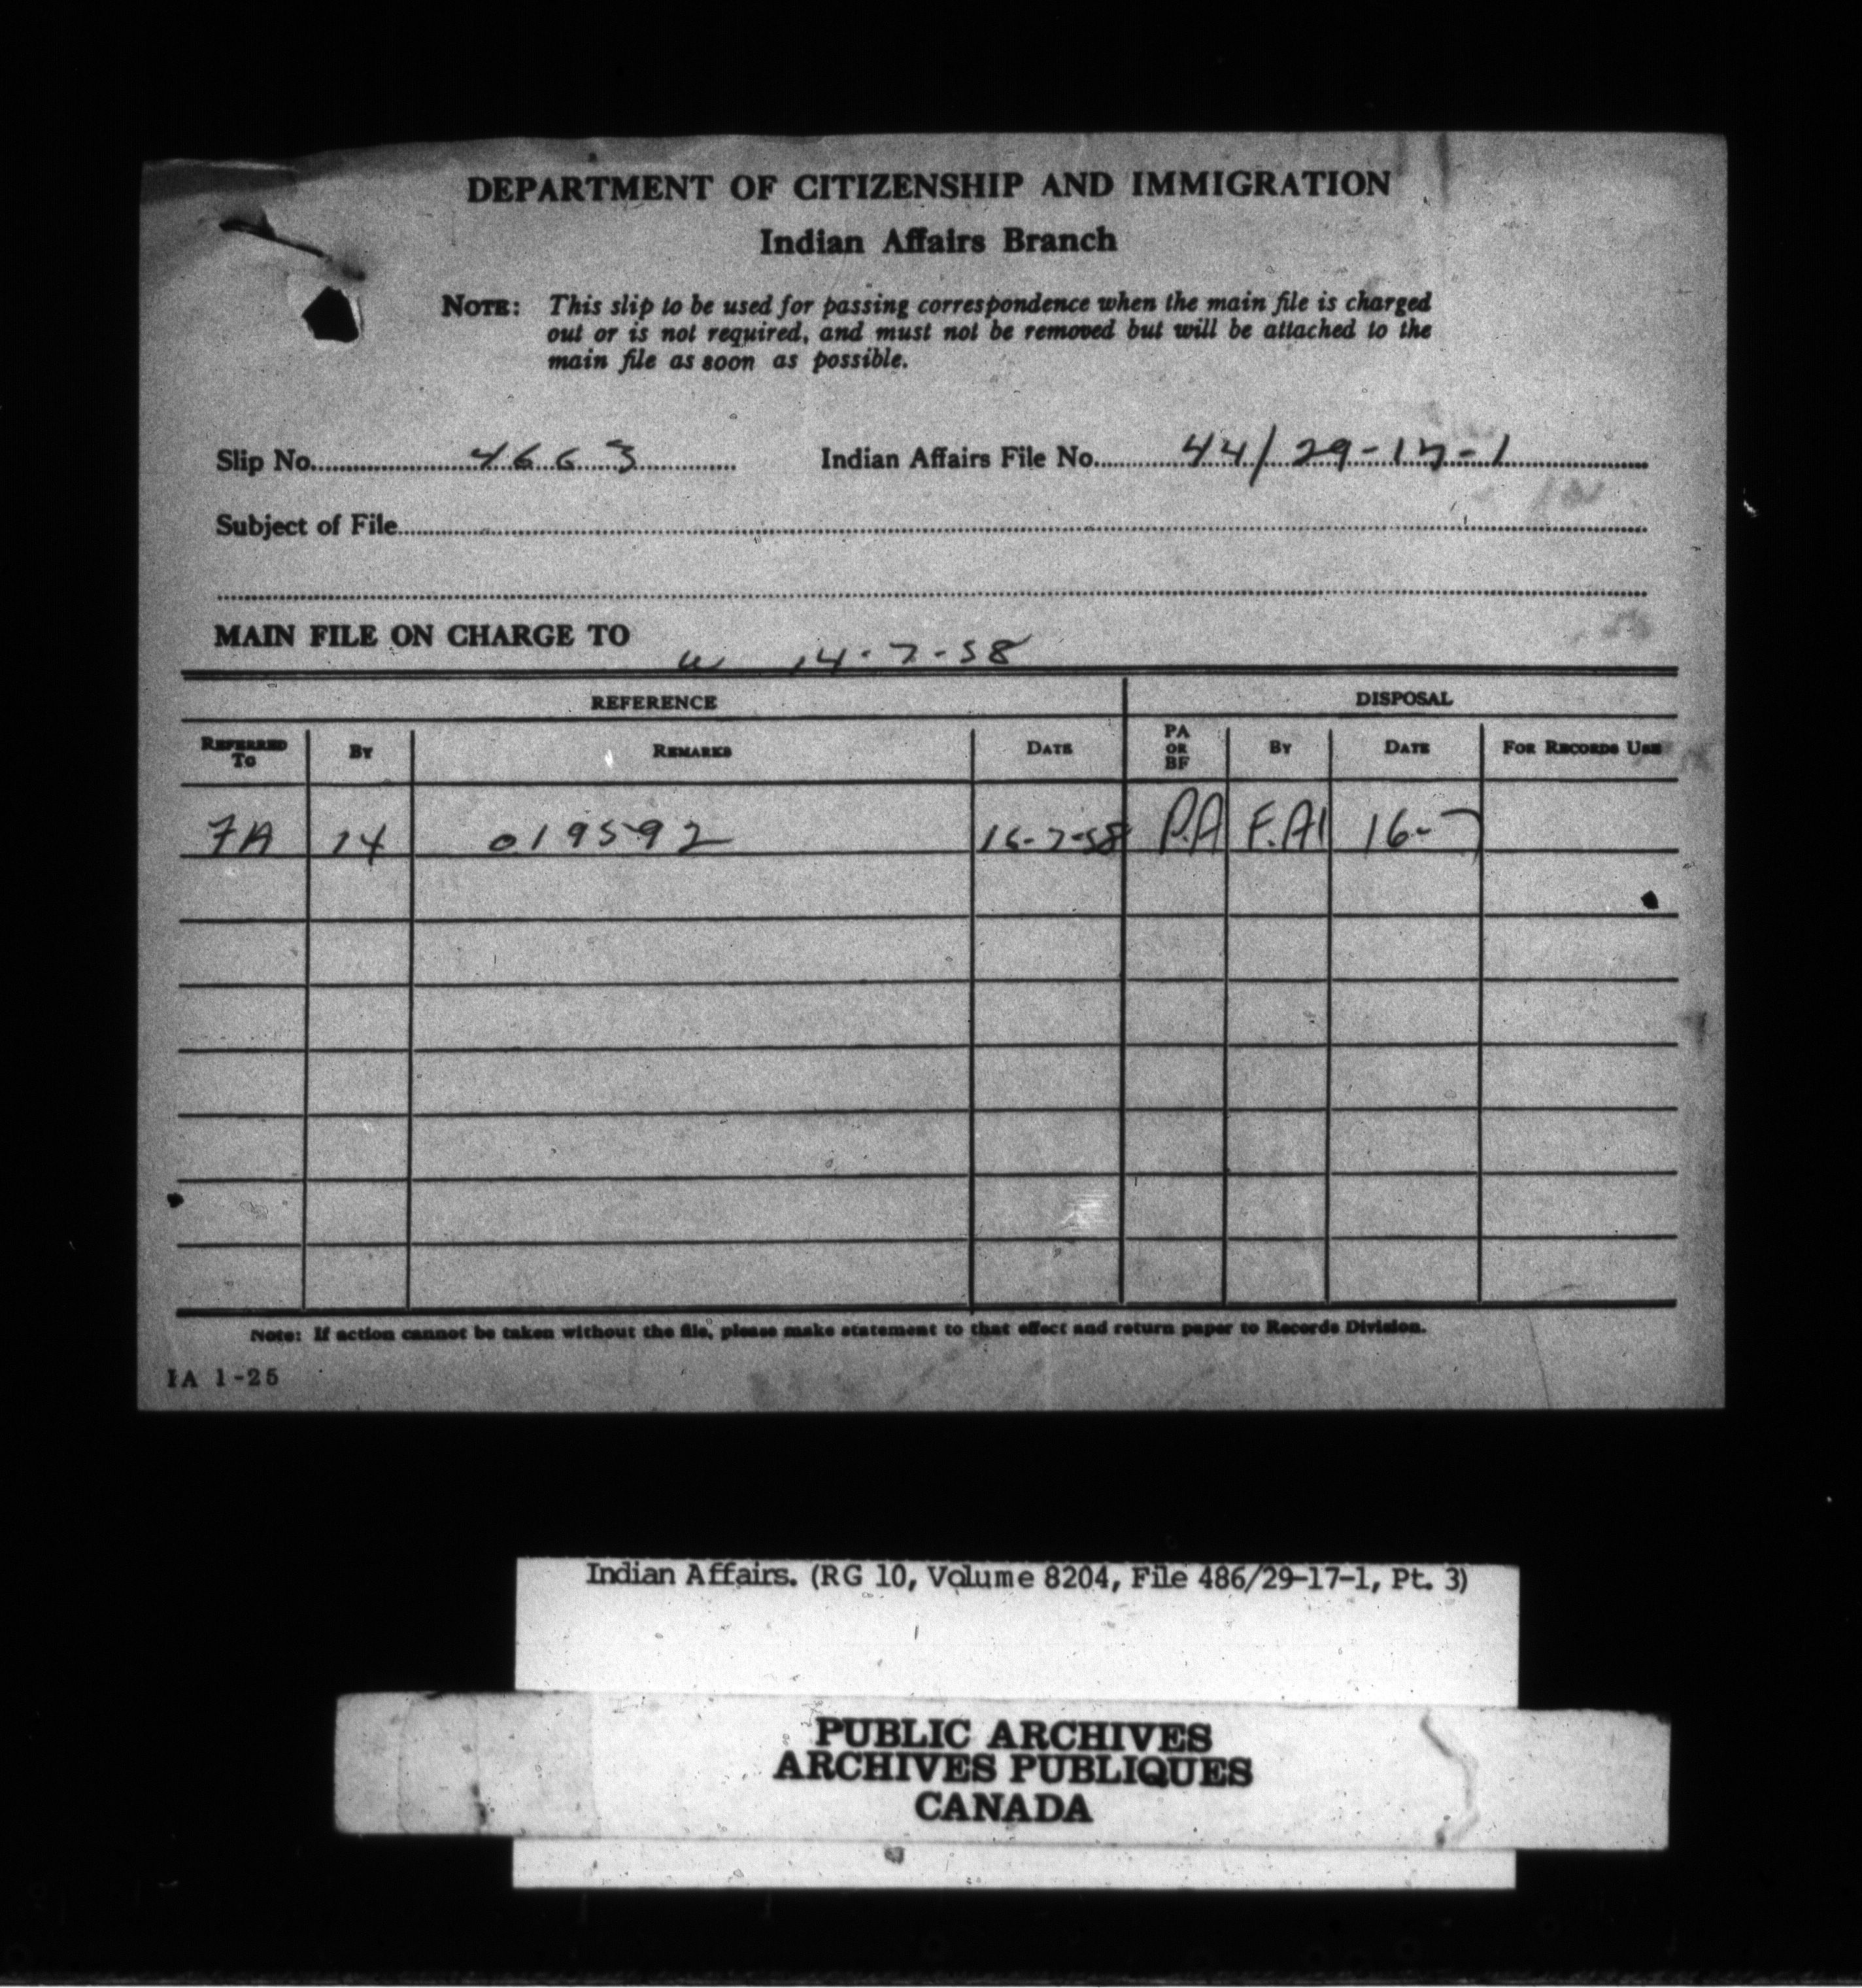 DEPARTMENT OF CITIZENSHIP AND IMMIGRATION
Indian Affairs Branch
NOTE: This slip to be used for passing correspondence when the main file is charged
out or is not required, and must not be removed but will be attached to the
main file as soon as possible.
Slip No. 4663 Indian Affairs File No. 44/29-17-1
Subject of File
MAIN FILE ON CHARGE TO
14-7-58
REFERENCE DISPOSAL
REFERRED TO BY REMARKS DATE PA OR BF BY DATE FOR RECORDS USE
7A 14 019592 16-7-58 P.A F.A1 16-7
Note: If action cannot be taken without the file, please make statement to that effect and return paper to Records Division.
IA 1-25
Indian Affairs. (RG 10, Volume 8204, File 486/29-17-1, Pt. 3)
PUBLIC ARCHIVES
ARCHIVES PUBLIQUES
CANADA